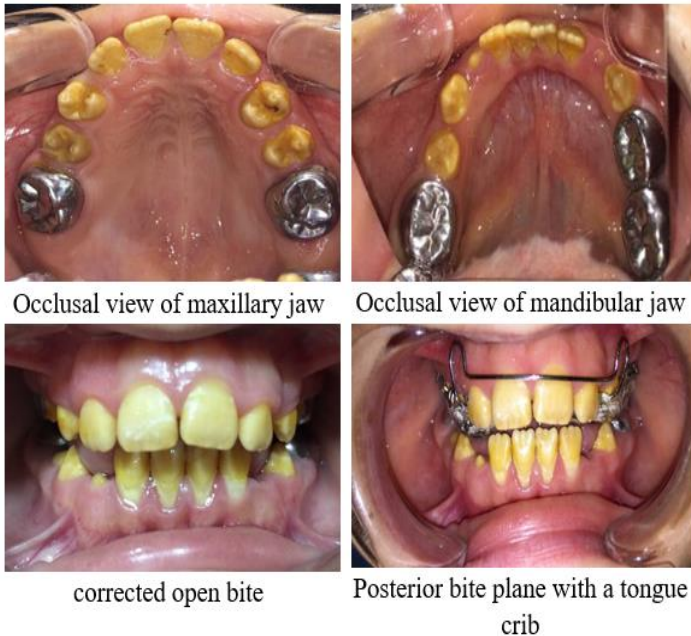 Occlusal view of maxillary jaw
Occlusal view of mandibular jaw
corrected open bite
Posterior bite plane with a tongue
crib